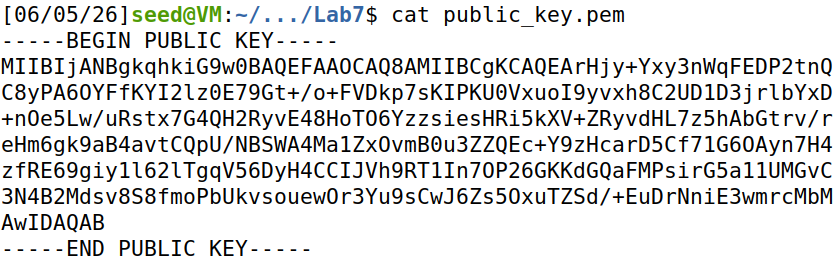 [06/05/26]seed@VM:~/.../Lab7$ cat public_key.pem
-----BEGIN PUBLIC KEY-----
MIIBIjANBgkqhkiG9w0BAQEFAAOCAQ8AMIIBCgKCAQEArHjy+Yxy3nWqFEDP2tnQ
C8yPA6OYFfKYI2lz0E79Gt+/o+FVDkp7sKIPKU0VxuoI9yvxh8C2UD1D3jrlbYxD
+nOe5Lw/uRstx7G4QH2RyvE48HoTO6YzzsiesHRi5kXV+ZRyvdHL7z5hAbGtrv/r
eHm6gk9aB4avtCQpU/NBSWA4Ma1ZxOvmB0u3ZZQEc+Y9zHcarD5Cf71G6OAyn7H4
zfRE69giy1l62lTgqV56DyH4CCIJVh9RT1In7OP26GKKdGQaFMPsirG5a11UMGvC
3N4B2Mdsv8S8fmoPbUkvsouewOr3Yu9sCwJ6Zs5OxuTZSd/+EuDrNniE3wmrcMbM
AwIDAQAB
-----END PUBLIC KEY-----